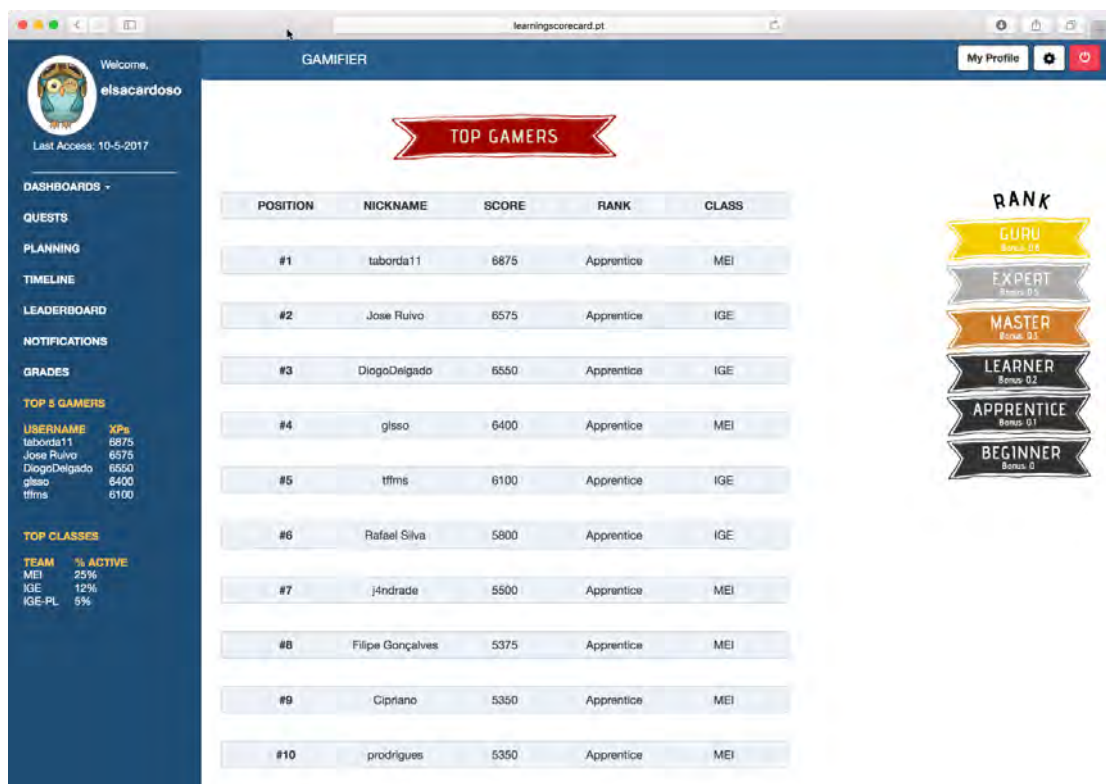 learningscorecard.pt
Welcome,
elsacardoso
Last Access: 10-5-2017
GAMIFIER
My Profile
DASHBOARDS
QUESTS
PLANNING
TIMELINE
LEADERBOARD
NOTIFICATIONS
GRADES
TOP 5 GAMERS
USERNAME XPs
taborda11 6875
Jose Ruivo 6575
DiogoDelgado 6550
glsso 6400
tffms 6100
TOP CLASSES
TEAM % ACTIVE
MEI 25%
IGE 12%
IGE-PL 5%
TOP GAMERS
POSITION NICKNAME SCORE RANK CLASS
#1 taborda11 6875 Apprentice MEI
#2 Jose Ruivo 6575 Apprentice IGE
#3 DiogoDelgado 6550 Apprentice IGE
#4 glsso 6400 Apprentice MEI
#5 tffms 6100 Apprentice IGE
#6 Rafael Silva 5800 Apprentice IGE
#7 j4ndrade 5500 Apprentice MEI
#8 Filipe Gonçalves 5375 Apprentice MEI
#9 Cipriano 5350 Apprentice MEI
#10 prodrigues 5350 Apprentice MEI
RANK
GURU
Bonus
EXPERT
Bonus
MASTER
Bonus
LEARNER
Bonus 0.2
APPRENTICE
Bonus 0.1
BEGINNER
Bonus 0